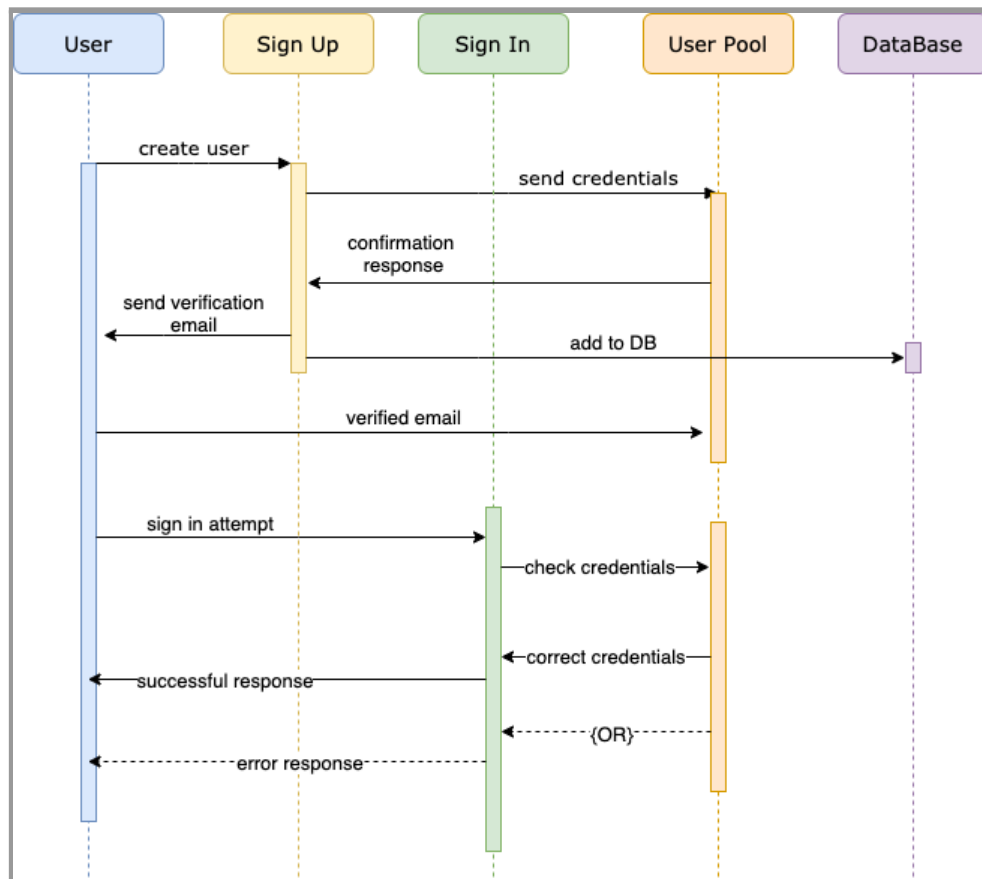 User
Sign Up
Sign In
User Pool
DataBase
create user
send credentials
confirmation
response
send verification
email
add to DB
verified email
sign in attempt
check credentials
correct credentials
successful response
{OR}
error response